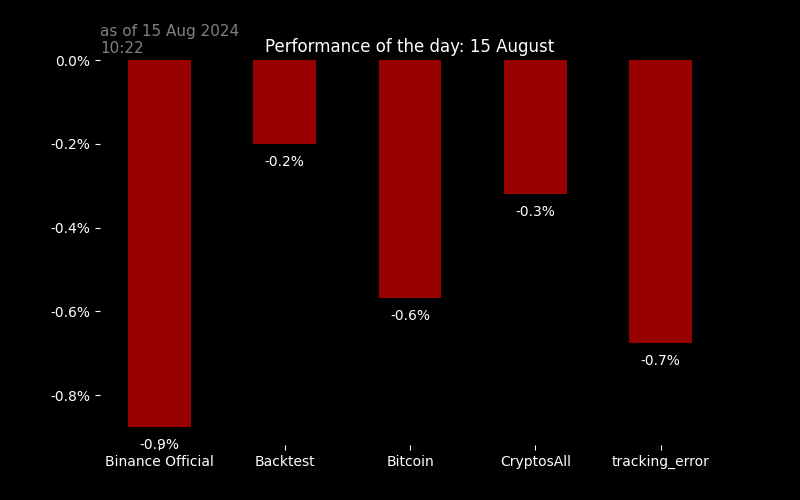 as of 15 Aug 2024
10:22
Performance of the day: 15 August
0.0%
-0.2%
-0.4%
-0.6%
-0.8%
-0.9%
-0.2%
-0.6%
-0.3%
-0.7%
Binance Official
Backtest
Bitcoin
CryptosAll
tracking_error